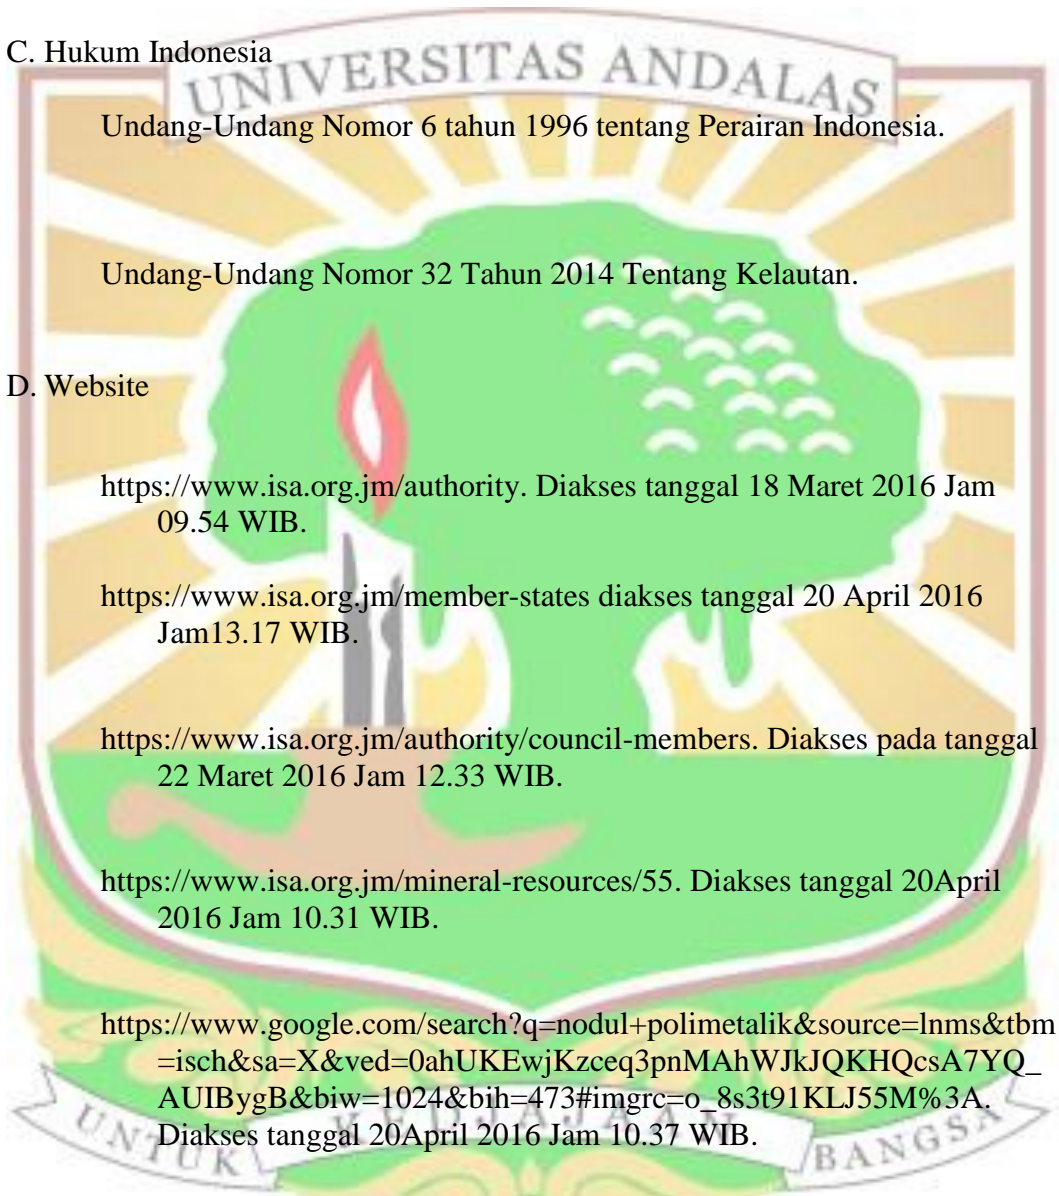 C. Hukum Indonesia
UNIVERSITAS ANDALAS
Undang-Undang Nomor 6 tahun 1996 tentang Perairan Indonesia.
Undang-Undang Nomor 32 Tahun 2014 Tentang Kelautan.
D. Website
https://www.isa.org.jm/authority. Diakses tanggal 18 Maret 2016 Jam
09.54 WIB.
https://www.isa.org.jm/member-states diakses tanggal 20 April 2016
Jam13.17 WIB.
https://www.isa.org.jm/authority/council-members. Diakses pada tanggal
22 Maret 2016 Jam 12.33 WIB.
https://www.isa.org.jm/mineral-resources/55. Diakses tanggal 20April
2016 Jam 10.31 WIB.
https://www.google.com/search?q=nodul+polimetalik&source=lnms&tbm
=isch&sa=X&ved=0ahUKEwjKzceq3pnMAhWJkJQKHQcsA7YQ_
AUIBygB&biw=1024&bih=473#imgrc=o_8s3t91KLJ55M%3A.
Diakses tanggal 20April 2016 Jam 10.37 WIB.
UNTUK BANGSA